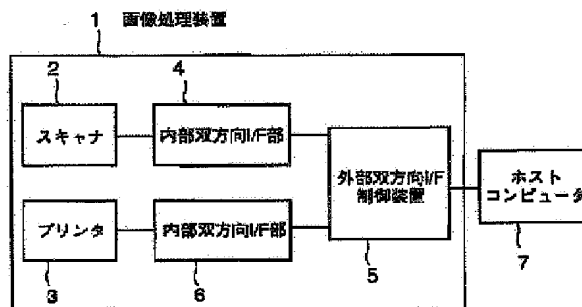 1 画像処理装置
2
4
スキャナ
内部双方向I/F部
外部双方向I/F
制御装置
ホスト
コンピュータ
プリンタ
内部双方向I/F部
3
6
5
7